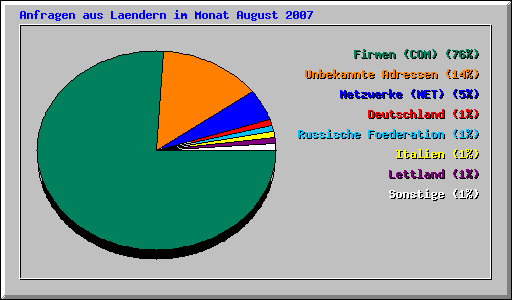 Anfragen aus Laendern im Monat August 2007
Firmen (COM) (76%)
Unbekannte Adressen (14%)
Netzwerke (NET) (5%)
Deutschland (1%)
Russische Foederation (1%)
Italien (1%)
Lettland (1%)
Sonstige (1%)